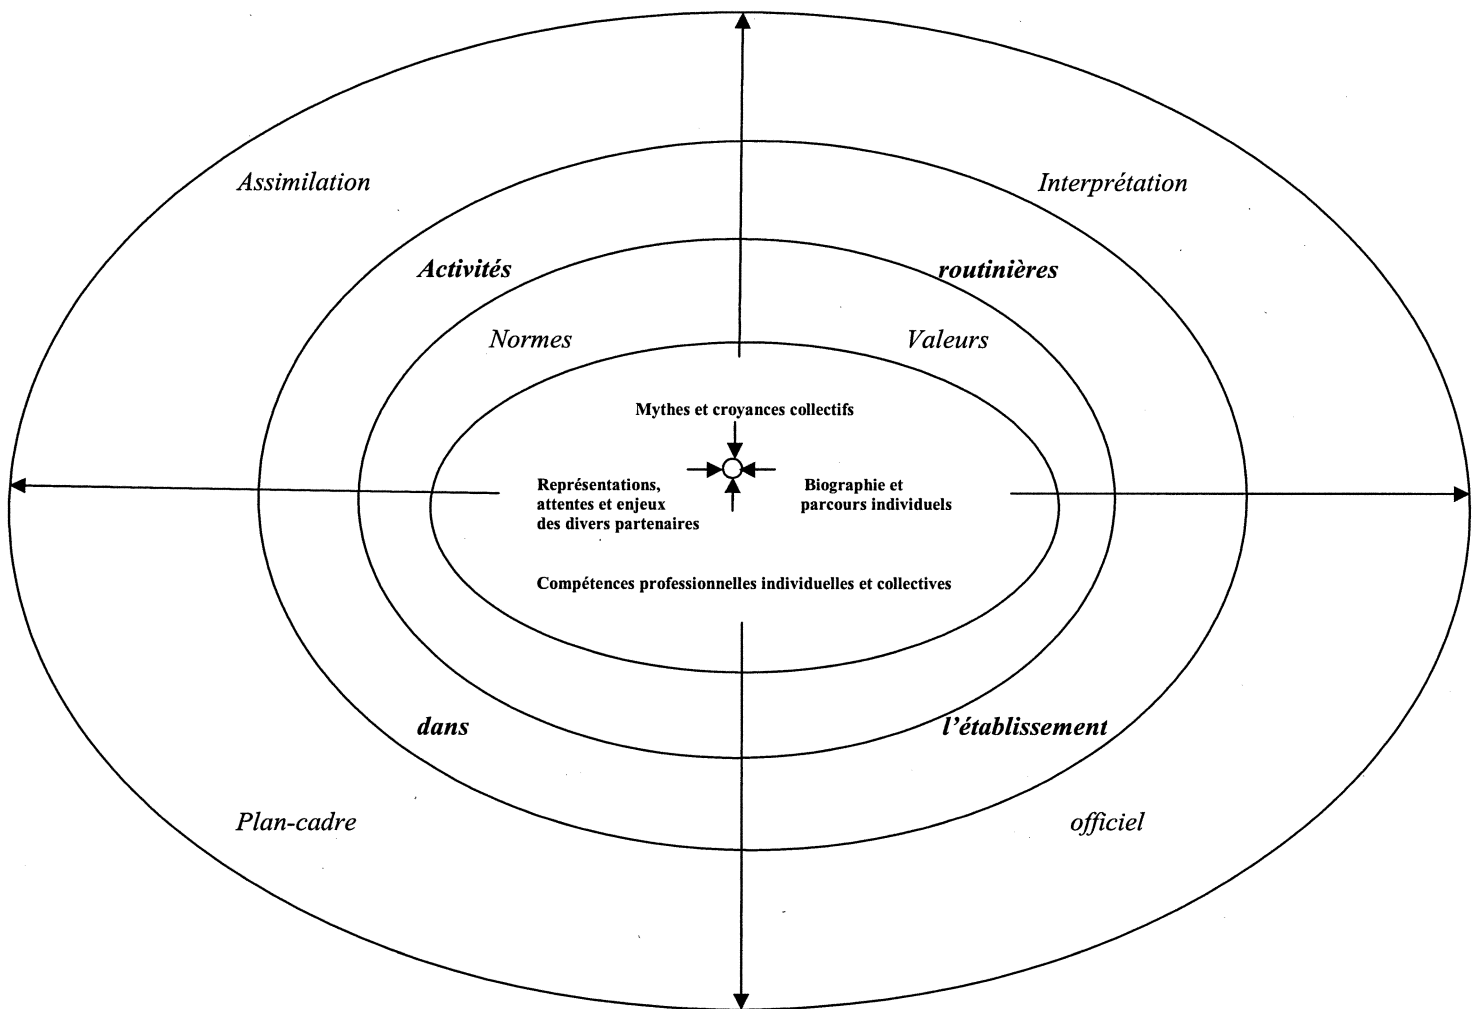 Assimilation Interprétation
Activités routinières
Normes Valeurs
Mythes et croyances collectifs
Représentations,
attentes et enjeux
des divers partenaires
Biographie et
parcours individuels
Compétences professionnelles individuelles et collectives
dans l'établissement
Plan-cadre officiel